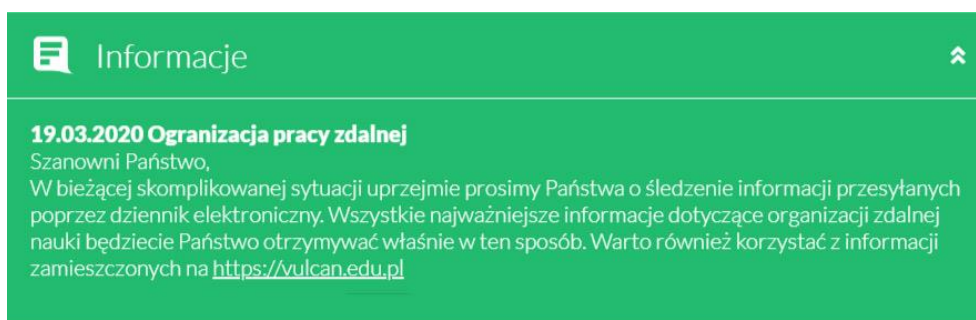 Informacje
19.03.2020 Ogranizacja pracy zdalnej
Szanowni Państwo,
W bieżącej skomplikowanej sytuacji uprzejmie prosimy Państwa o śledzenie informacji przesyłanych
poprzez dziennik elektroniczny. Wszystkie najważniejsze informacje dotyczące organizacji zdalnej
nauki będziecie Państwo otrzymywać właśnie w ten sposób. Warto również korzystać z informacji
zamieszczonych na https://vulcan.edu.pl